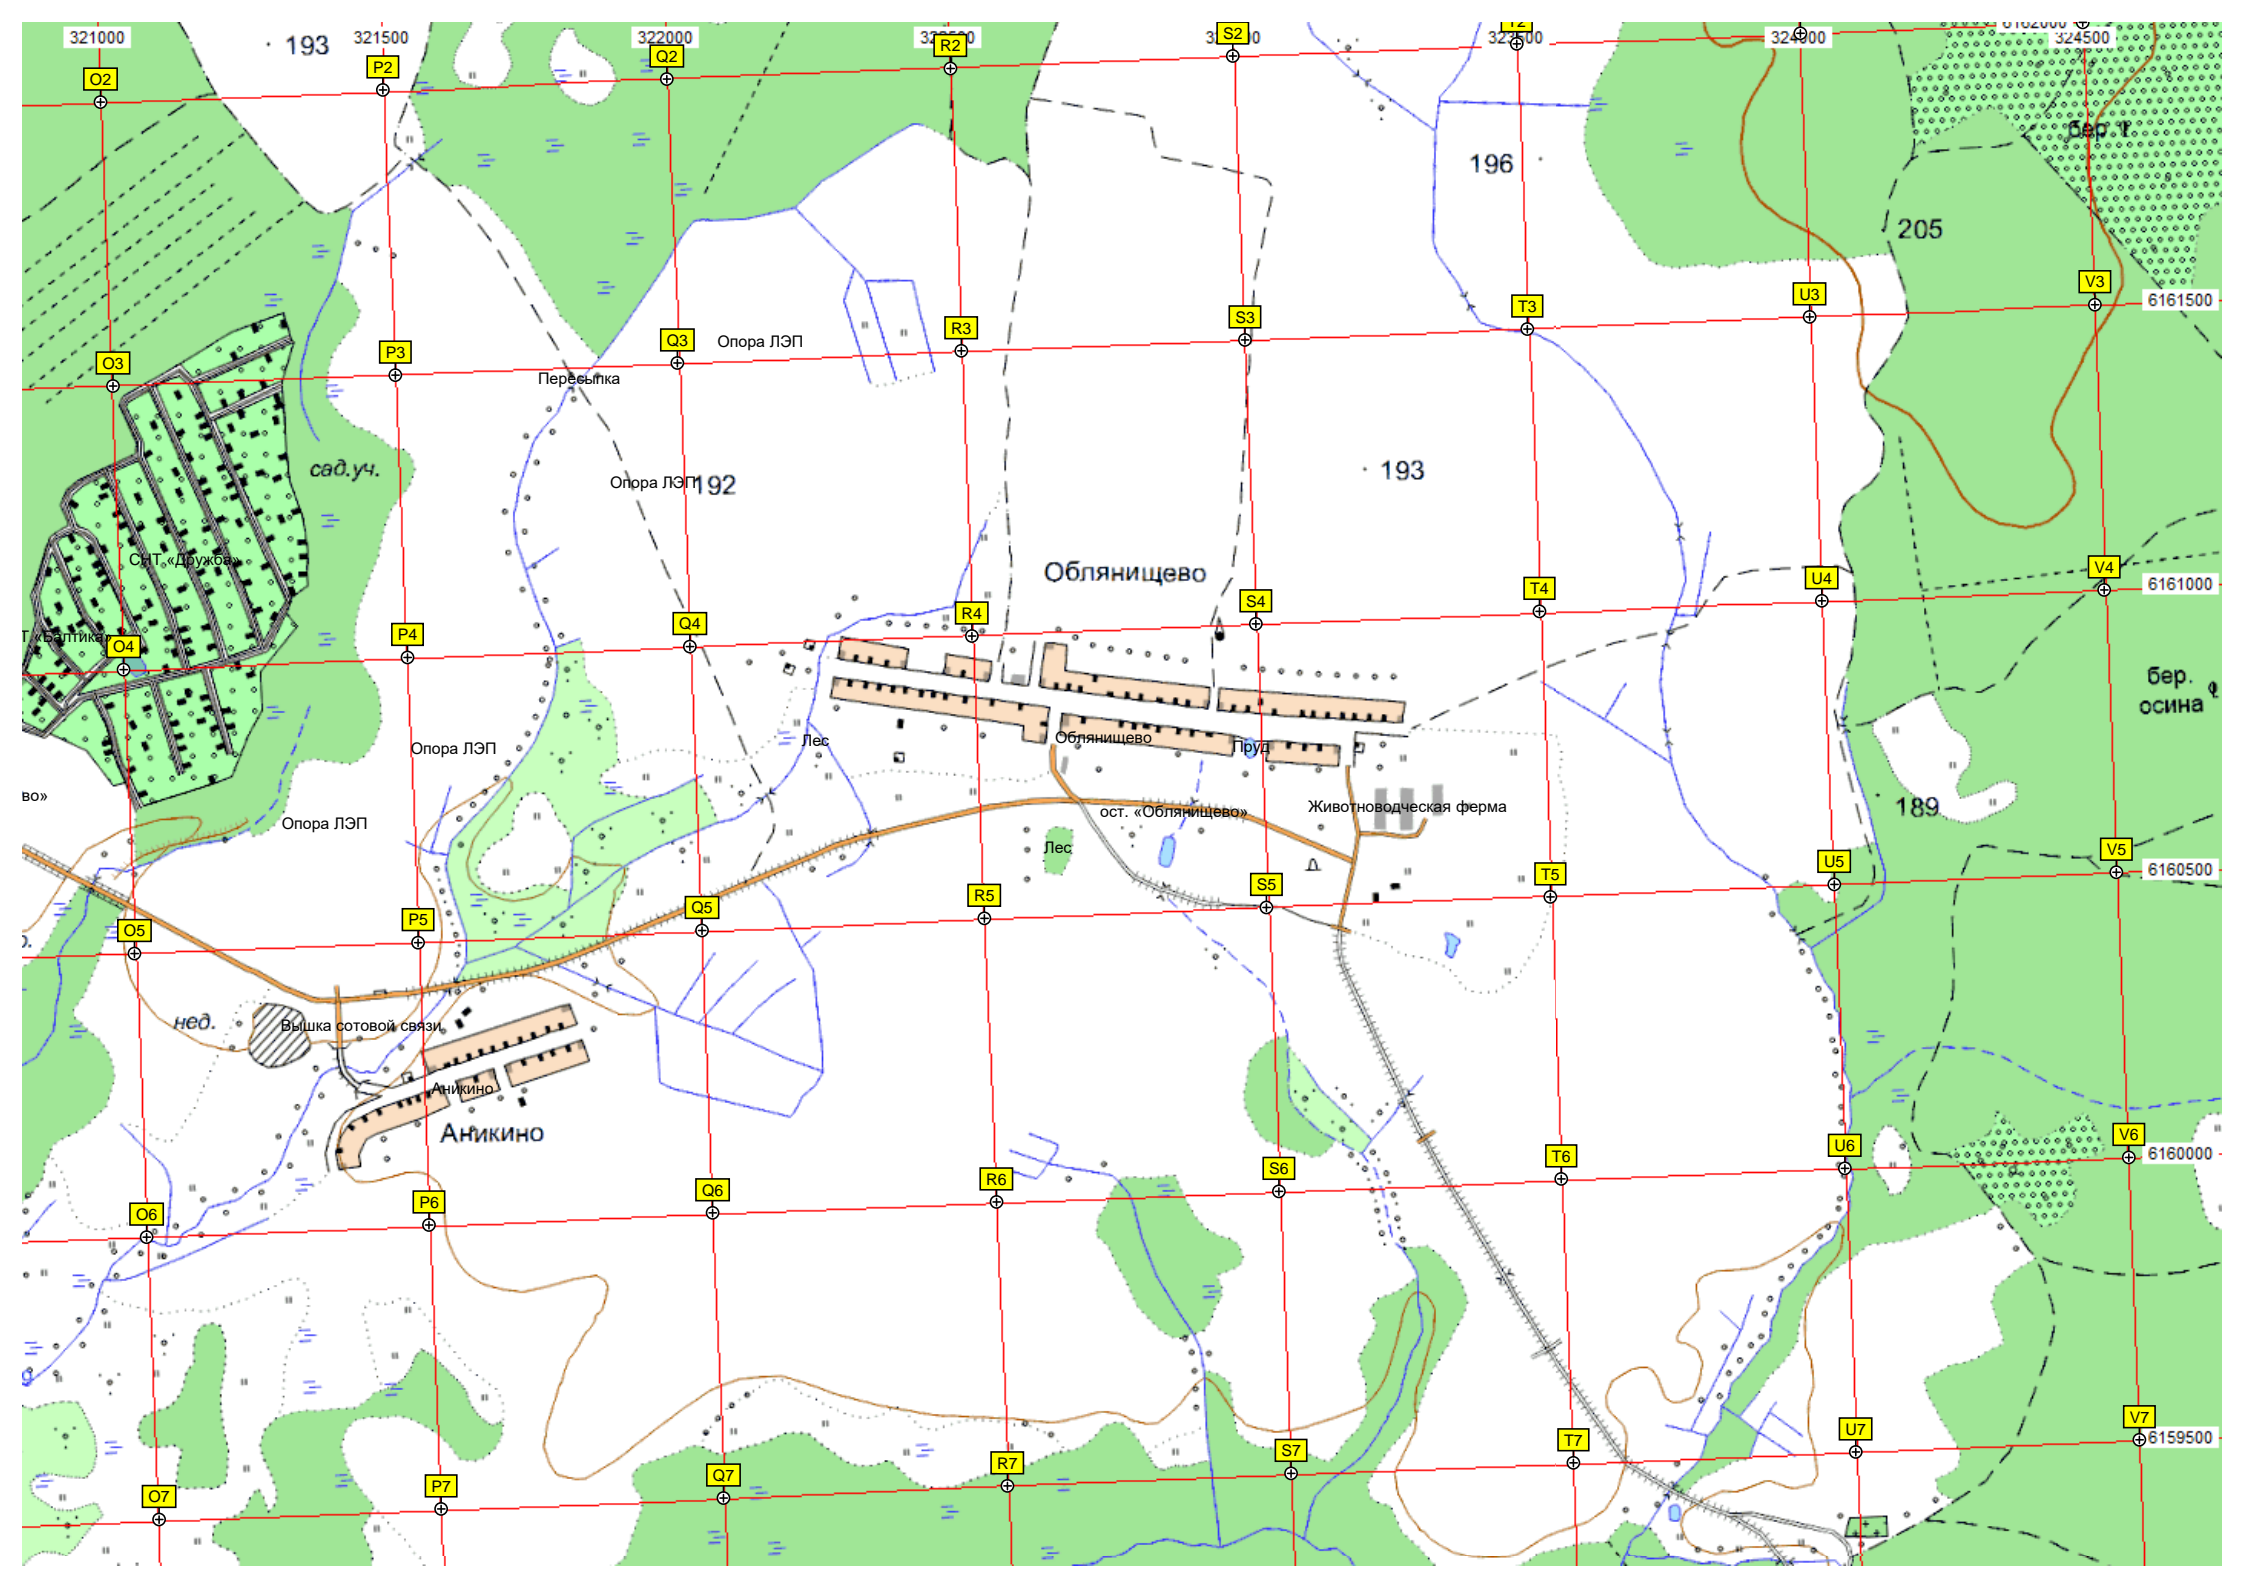 321000
193
321500
322000
324000
6162000
324500
O2
P2
Q2
R2
S2
T2
бер.
196
205
O3
P3
Q3
Опора ЛЭП
R3
S3
T3
U3
V3
6161500
Пересыпка
сад.уч.
Опора ЛЭП
192
193
СНТ «Дружба»
Облянищево
T «Балтика»
O4
P4
Q4
R4
S4
T4
U4
V4
6161000
бер.
осина
Опора ЛЭП
Лес
Облянищево
Пруд
во»
Опора ЛЭП
ост. «Облянищево»
Животноводческая ферма
189
Лес
O5
P5
Q5
R5
S5
T5
U5
V5
6160500
нед.
Вышка сотовой связи
Аникино
Аникино
O6
P6
Q6
R6
S6
T6
U6
V6
6160000
O7
P7
Q7
R7
S7
T7
U7
V7
6159500